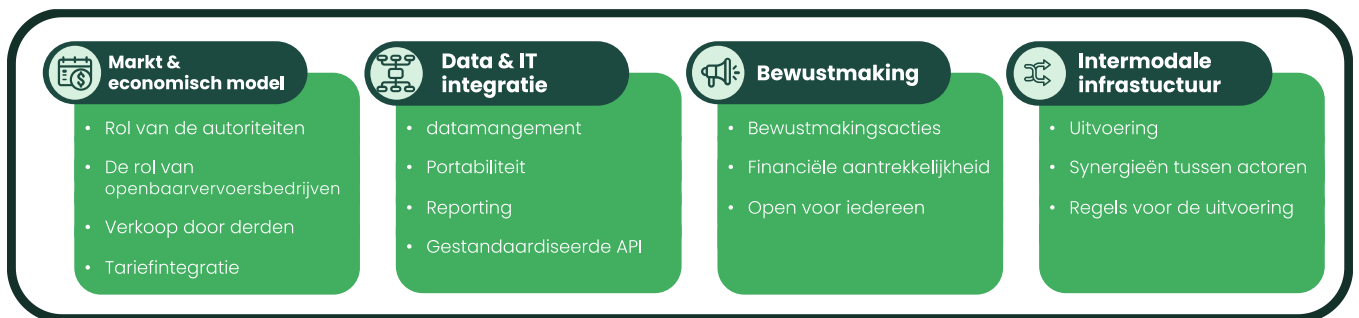 Markt &
economisch model
• Rol van de autoriteiten
• De rol van
openbaarvervoersbedrijven
• Verkoop door derden
• Tariefintegratie
Data & IT
integratie
• datamangement
• Portabiliteit
• Reporting
• Gestandaardiseerde API
Bewustmaking
• Bewustmakingsacties
• Financiële aantrekkelijkheid
• Open voor iedereen
Intermodale
infrastuctuur
• Uitvoering
• Synergieën tussen actoren
• Regels voor de uitvoering